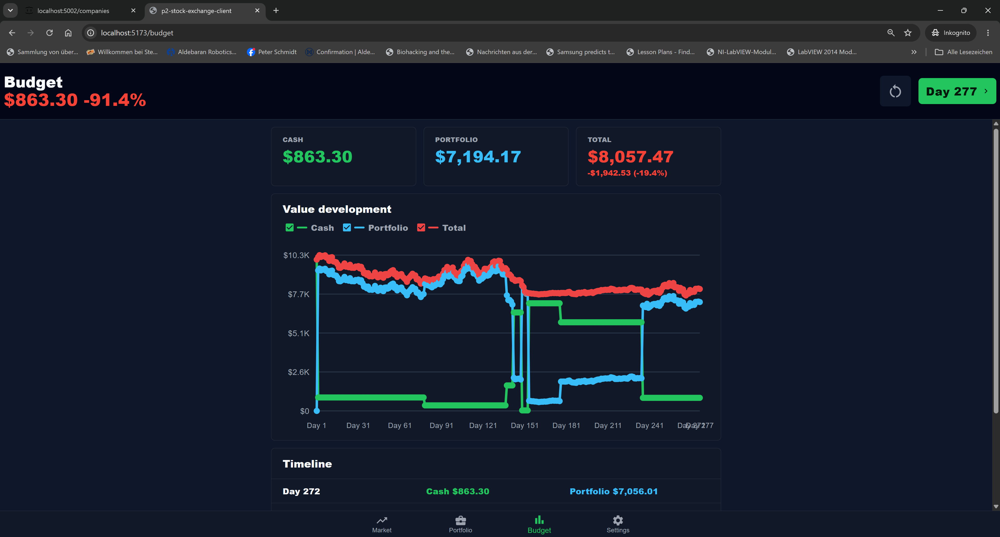 localhost:5002/companies
p2-stock-exchange-client
localhost:5173/budget
Inkognito
Sammlung von über...
Willkommen bei Ste...
Aldebaran Robotics...
Peter Schmidt
Confirmation | Alde...
Biohacking and the...
Nachrichten aus der...
Samsung predicts t...
Lesson Plans - Find...
NI-LabVIEW-Modul...
LabVIEW 2014 Mod...
Alle Lesezeichen
Budget
$863.30 -91.4%
Day 277
CASH
$863.30
PORTFOLIO
$7,194.17
TOTAL
$8,057.47
-$1,942.53 (-19.4%)
Value development
Cash
Portfolio
Total
$10.3K
$7.7K
$5.1K
$2.6K
$0
Day 1 Day 31 Day 61 Day 91 Day 121 Day 151 Day 181 Day 211 Day 241
Timeline
Day 272 Cash $863.30 Portfolio $7,056.01
Market
Portfolio
Budget
Settings